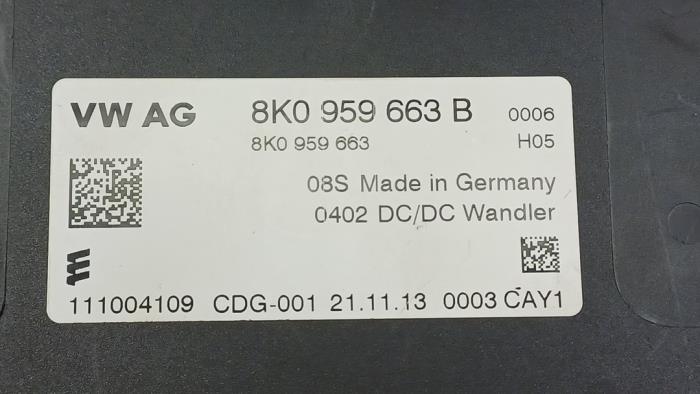 VW AG 8K0 959 663 B 0006
8K0 959 663 H05
08S Made in Germany
0402 DC/DC Wandler
111004109 CDG-001 21.11.13 0003 CAY1